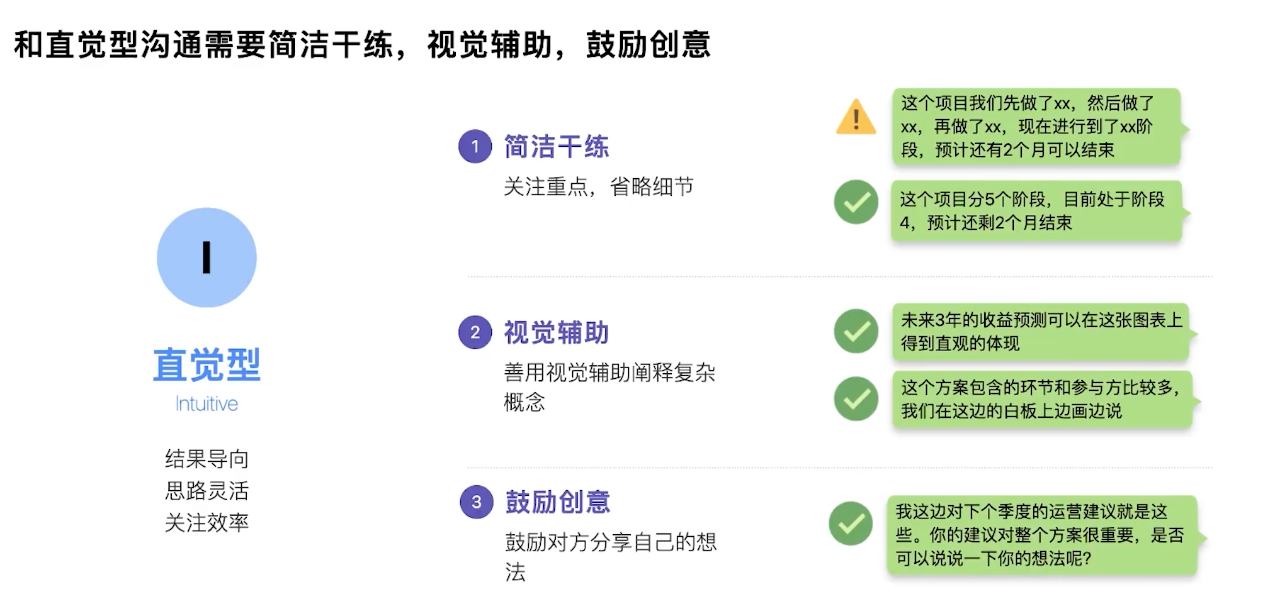 和直觉型沟通需要简洁干练，视觉辅助，鼓励创意
I
直觉型
Intuitive
结果导向
思路灵活
关注效率
1 简洁干练
关注重点，省略细节
这个项目我们先做了xx，然后做了
xx，再做了xx，现在进行到了xx阶
段，预计还有2个月可以结束
这个项目分5个阶段，目前处于阶段
4，预计还剩2个月结束
2 视觉辅助
善用视觉辅助阐释复杂
概念
未来3年的收益预测可以在这张图表上
得到直观的体现
这个方案包含的环节和参与方比较多，
我们在这边的白板上边画边说
3 鼓励创意
鼓励对方分享自己的想
法
我这边对下个季度的运营建议就是这
些。你的建议对整个方案很重要，是否
可以说说一下你的想法呢？